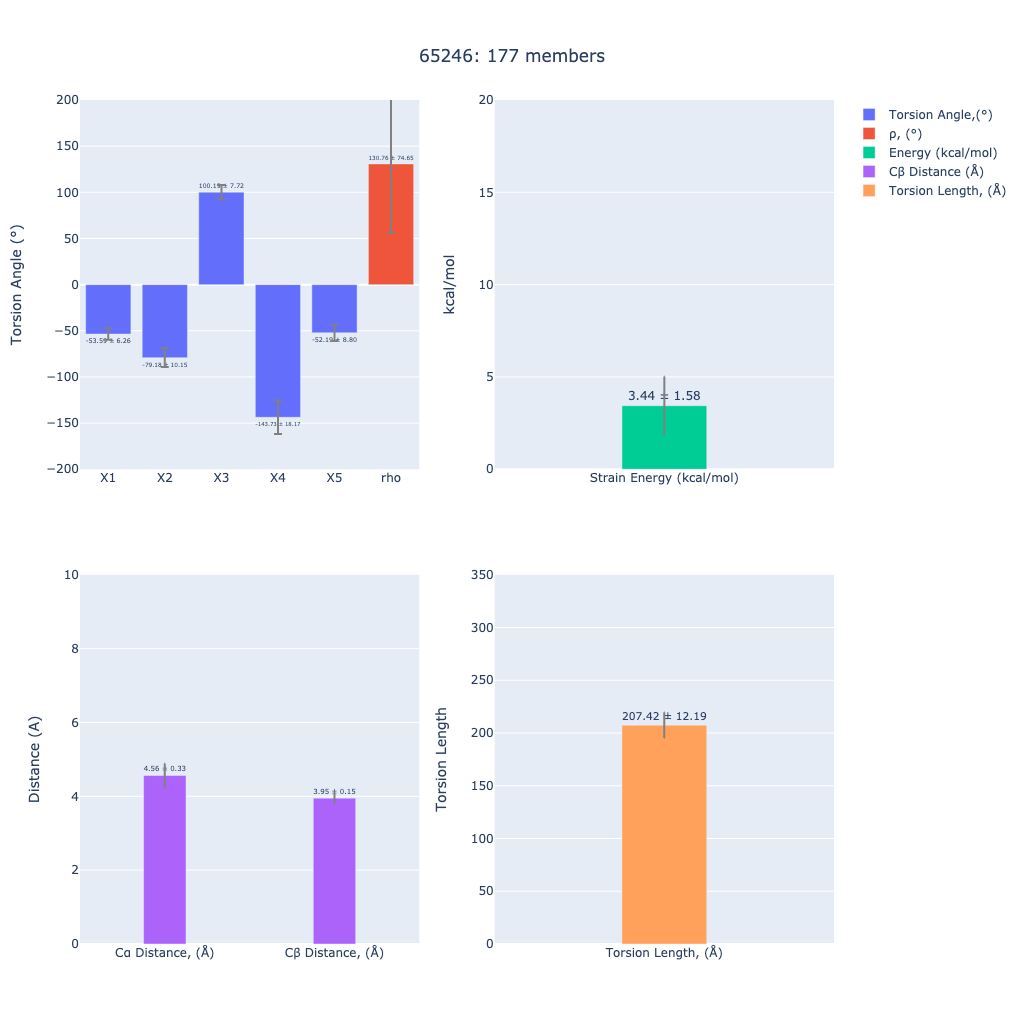 65246: 177 members
Torsion Angle (°)
200
150
100
50
0
−50
−100
−150
−200
-53.59 ± 6.26
-79.18 ± 10.15
100.19 ± 7.72
-143.73 ± 18.17
-52.19 ± 8.80
130.76 ± 74.65
X1 X2 X3 X4 X5 rho
kcal/mol
20
15
10
5
0
3.44 ± 1.58
Strain Energy (kcal/mol)
Torsion Angle,(°)
ρ, (°)
Energy (kcal/mol)
Cβ Distance (Å)
Torsion Length, (Å)
Distance (A)
10
8
6
4
2
0
4.56 ± 0.33
3.95 ± 0.15
Cα Distance, (Å) Cβ Distance, (Å)
Torsion Length
350
300
250
200
150
100
50
0
207.42 ± 12.19
Torsion Length, (Å)